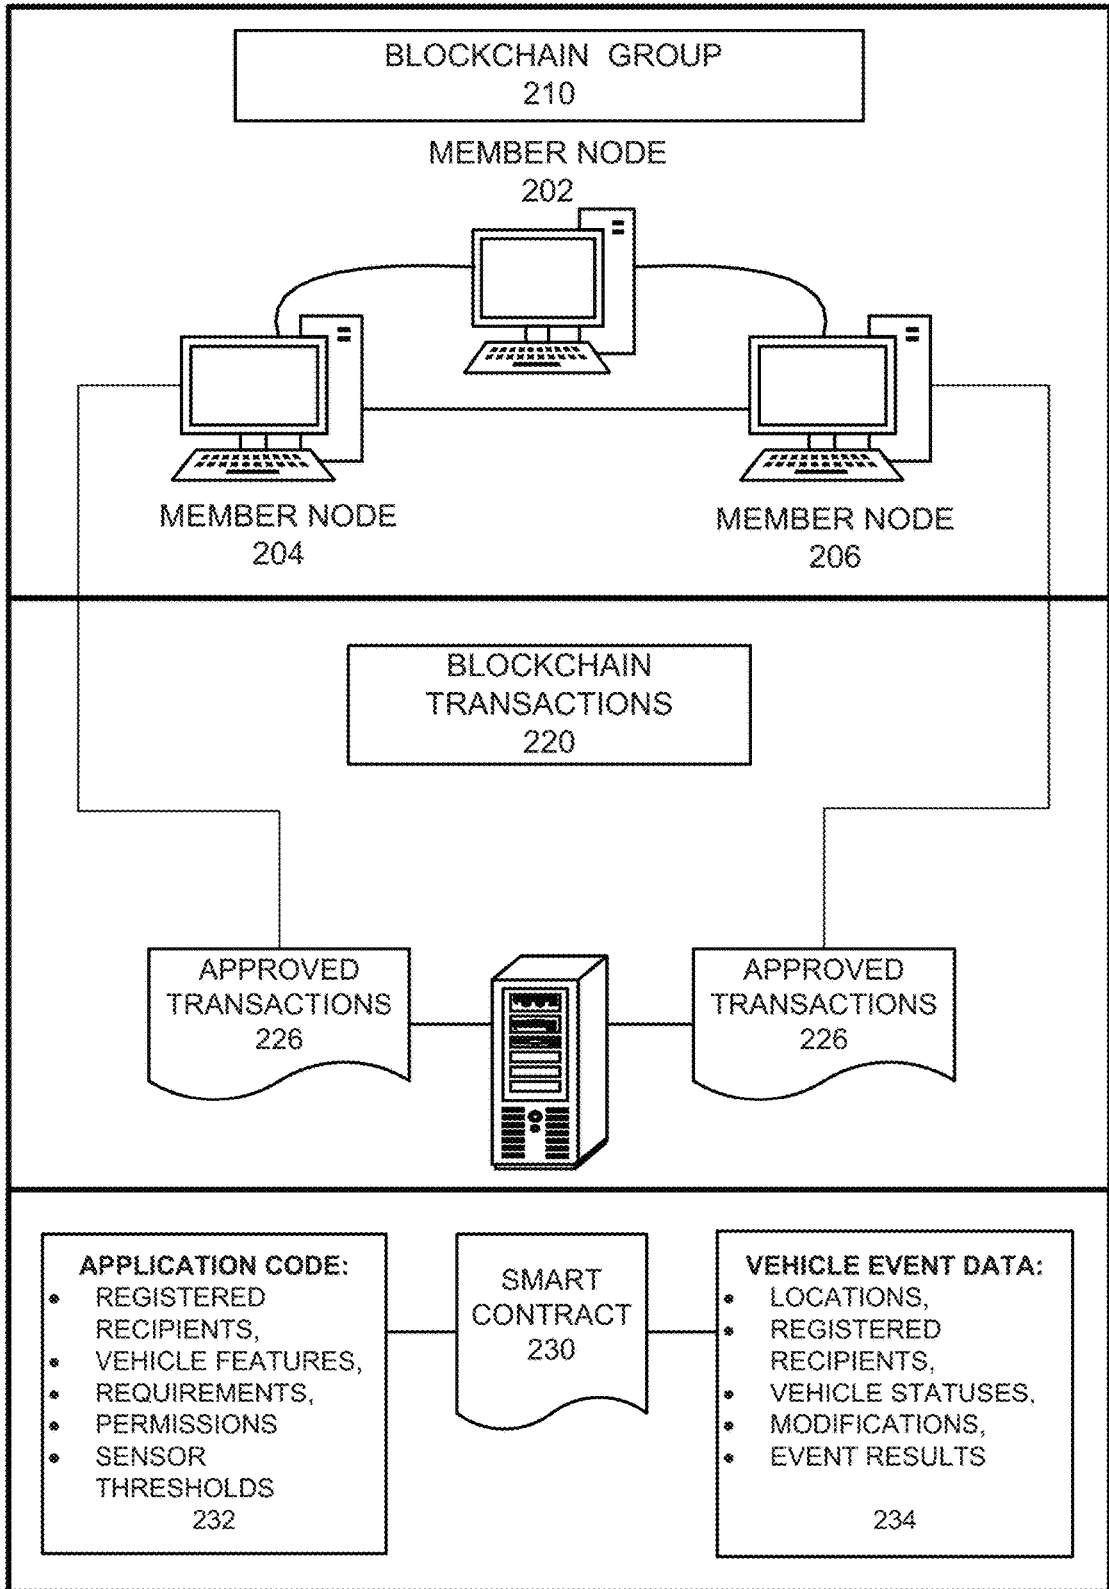 BLOCKCHAIN GROUP
210
MEMBER NODE
202
MEMBER NODE
204
MEMBER NODE
206
BLOCKCHAIN
TRANSACTIONS
220
APPROVED
TRANSACTIONS
226
APPROVED
TRANSACTIONS
226
APPLICATION CODE:
• REGISTERED
RECIPIENTS,
• VEHICLE FEATURES,
• REQUIREMENTS,
• PERMISSIONS
• SENSOR
THRESHOLDS
232
SMART
CONTRACT
230
VEHICLE EVENT DATA:
• LOCATIONS,
• REGISTERED
RECIPIENTS,
• VEHICLE STATUSES,
• MODIFICATIONS,
• EVENT RESULTS
234